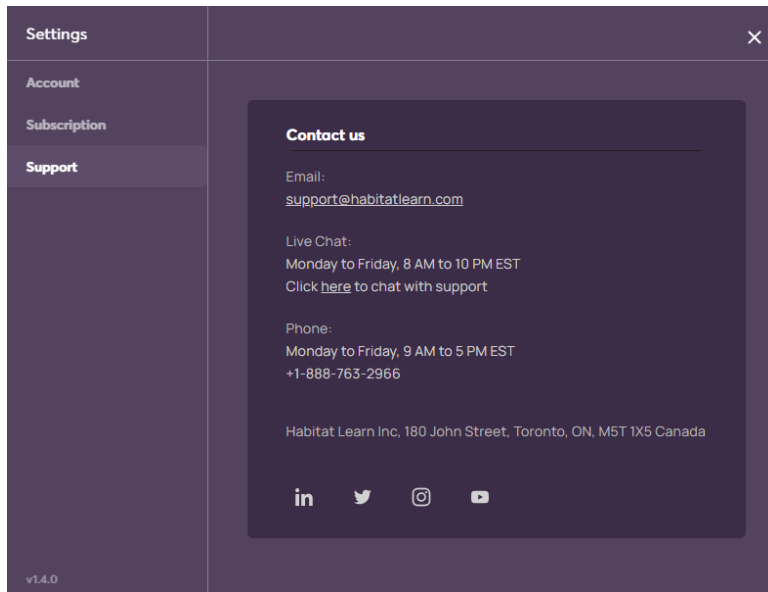 Settings
Account
Subscription
Support
Contact us
Email:
support@habitatlearn.com
Live Chat:
Monday to Friday, 8 AM to 10 PM EST
Click here to chat with support
Phone:
Monday to Friday, 9 AM to 5 PM EST
+1-888-763-2966
Habitat Learn Inc, 180 John Street, Toronto, ON, M5T 1X5 Canada
in
v1.4.0